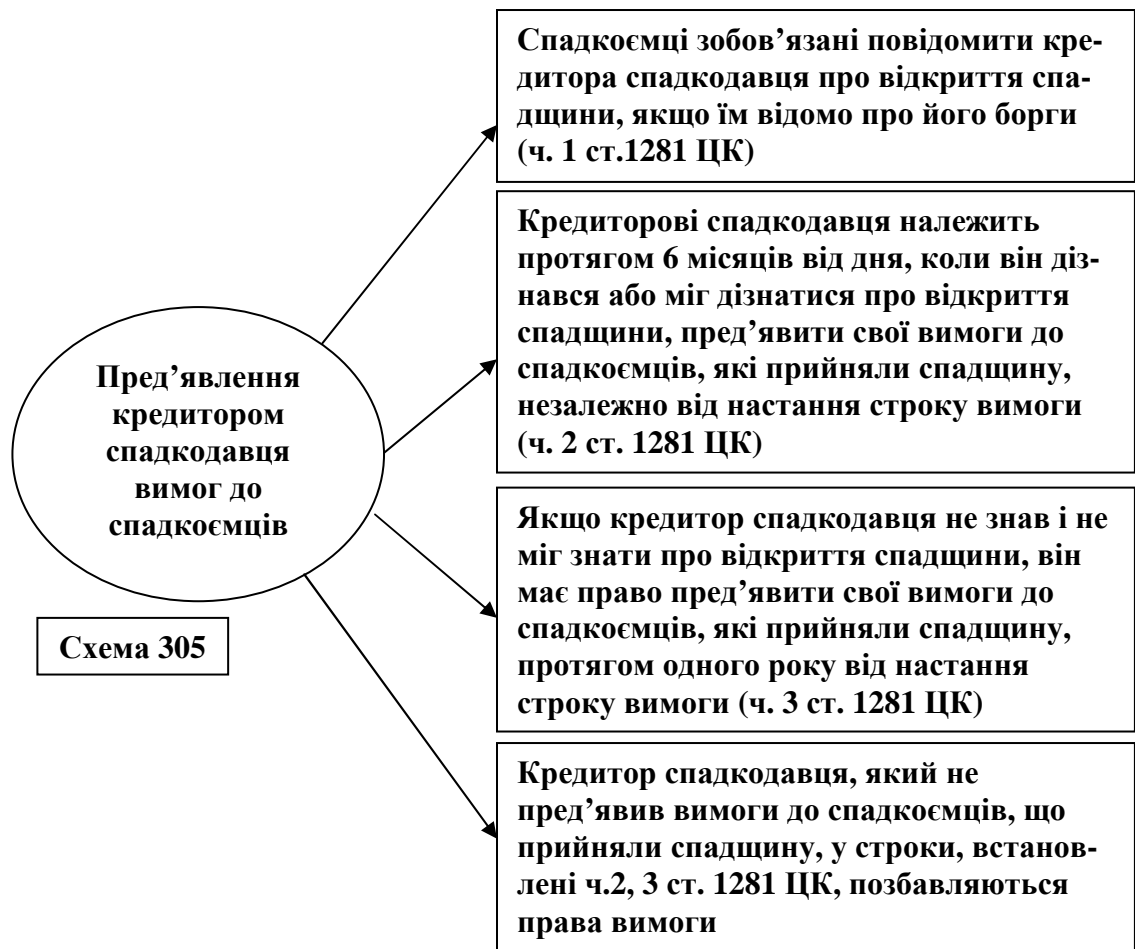 Спадкоємці зобов’язані повідомити кре-
дитора спадкодавця про відкриття спа-
дщини, якщо їм відомо про його борги
(ч. 1 ст.1281 ЦК)
Кредиторові спадкодавця належить
протягом 6 місяців від дня, коли він діз-
нався або міг дізнатися про відкриття
спадщини, пред’явити свої вимоги до
спадкоємців, які прийняли спадщину,
незалежно від настання строку вимоги
(ч. 2 ст. 1281 ЦК)
Пред’явлення
кредитором
спадкодавця
вимог до
спадкоємців
Якщо кредитор спадкодавця не знав і не
міг знати про відкриття спадщини, він
має право пред’явити свої вимоги до
спадкоємців, які прийняли спадщину,
протягом одного року від настання
строку вимоги (ч. 3 ст. 1281 ЦК)
Схема 305
Кредитор спадкодавця, який не
пред’явив вимоги до спадкоємців, що
прийняли спадщину, у строки, встанов-
лені ч.2, 3 ст. 1281 ЦК, позбавляються
права вимоги